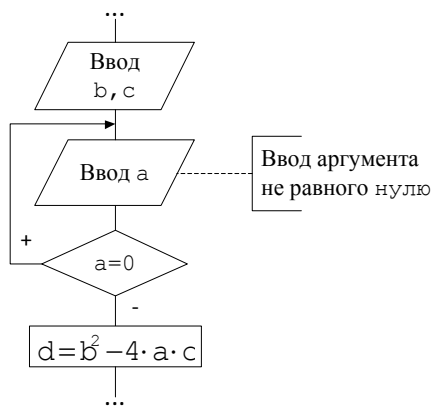 ...
Ввод
b,c
Ввод a
Ввод аргумента
не равного нулю
+
a=0
-
d=b²−4·a·c
...